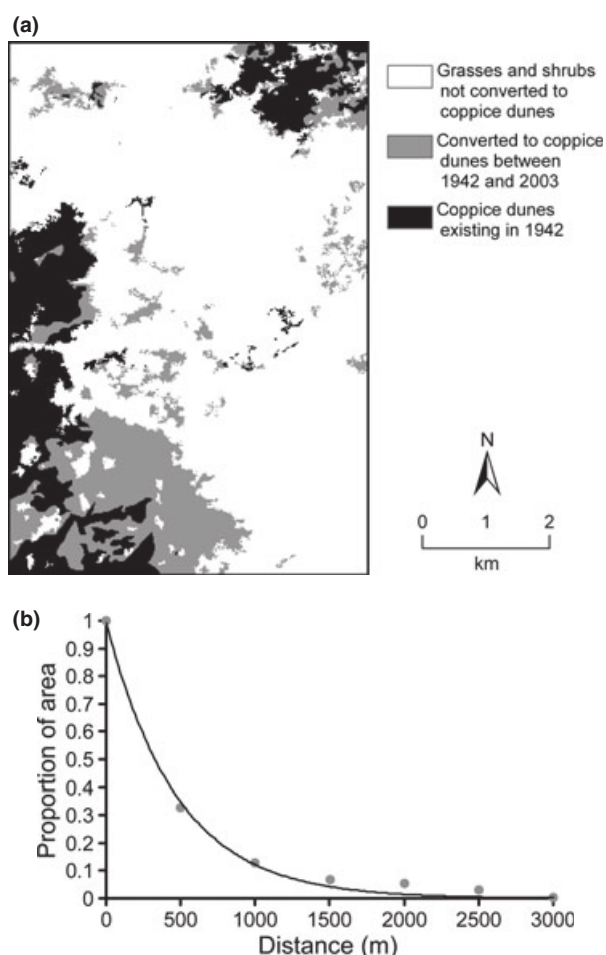 (a)
Grasses and shrubs
not converted to
coppice dunes
Converted to coppice
dunes between
1942 and 2003
Coppice dunes
existing in 1942
N
0 1 2
km
(b)
1
0.9
0.8
0.7
0.6
0.5
0.4
0.3
0.2
0.1
0
Proportion of area
0 500 1000 1500 2000 2500 3000
Distance (m)